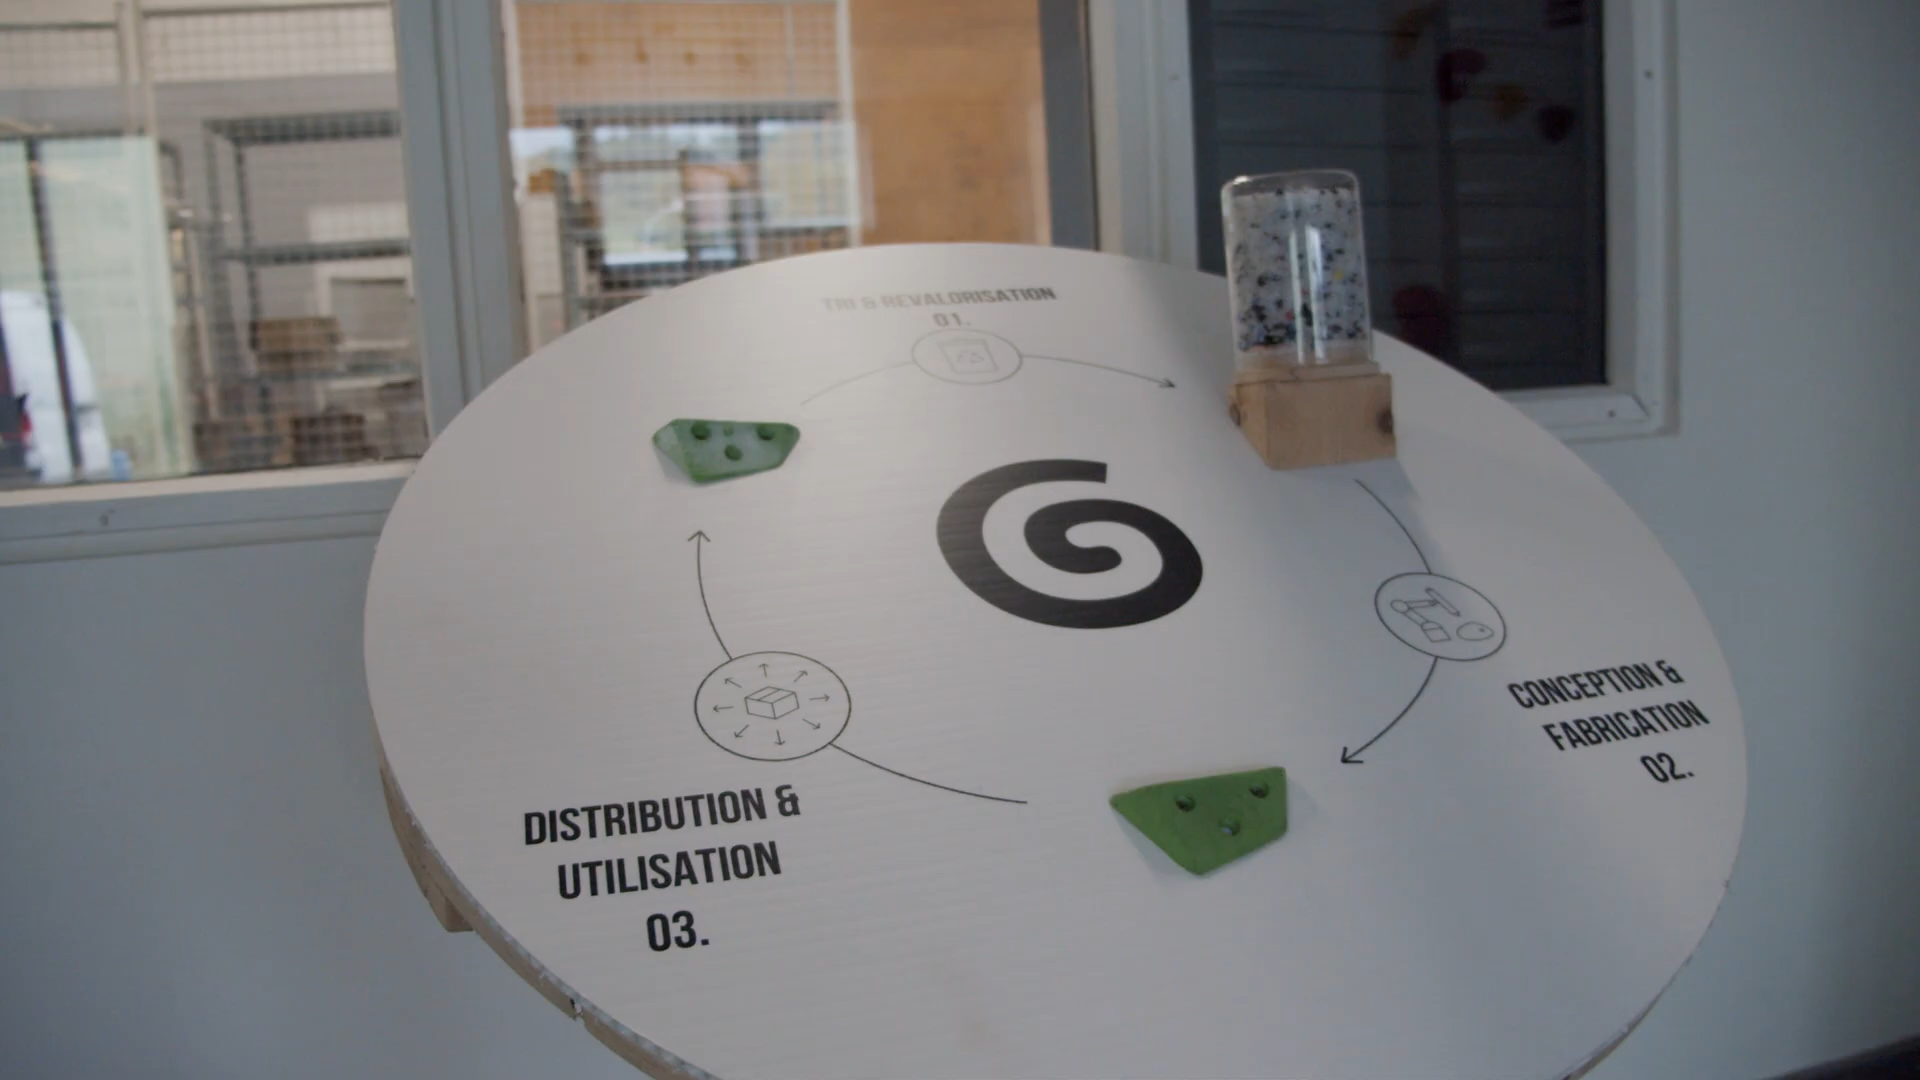 TRI & REVALORISATION
01.
CONCEPTION &
FABRICATION
02.
DISTRIBUTION &
UTILISATION
03.